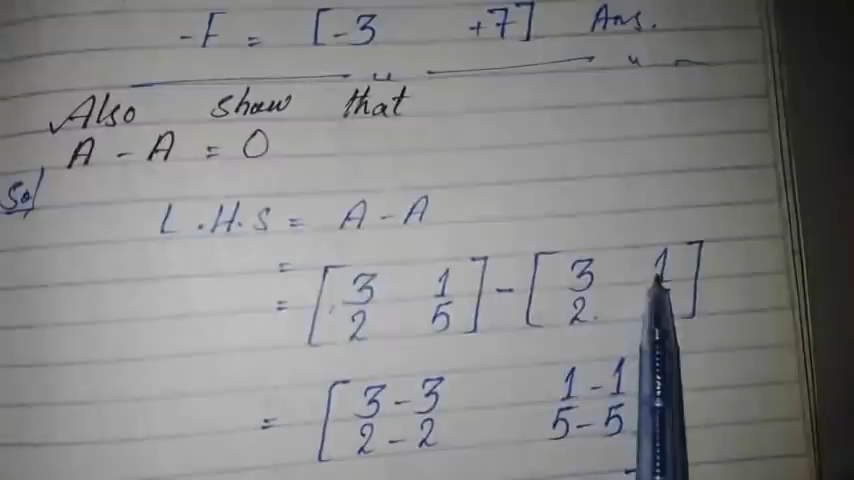 -F = [-3 +7] Ans.
Also show that
A - A = 0
Sol
L.H.S = A - A
=
= [3 1] - [3 1]
2 5 2.
= [3-3 1-1
2-2 5-5